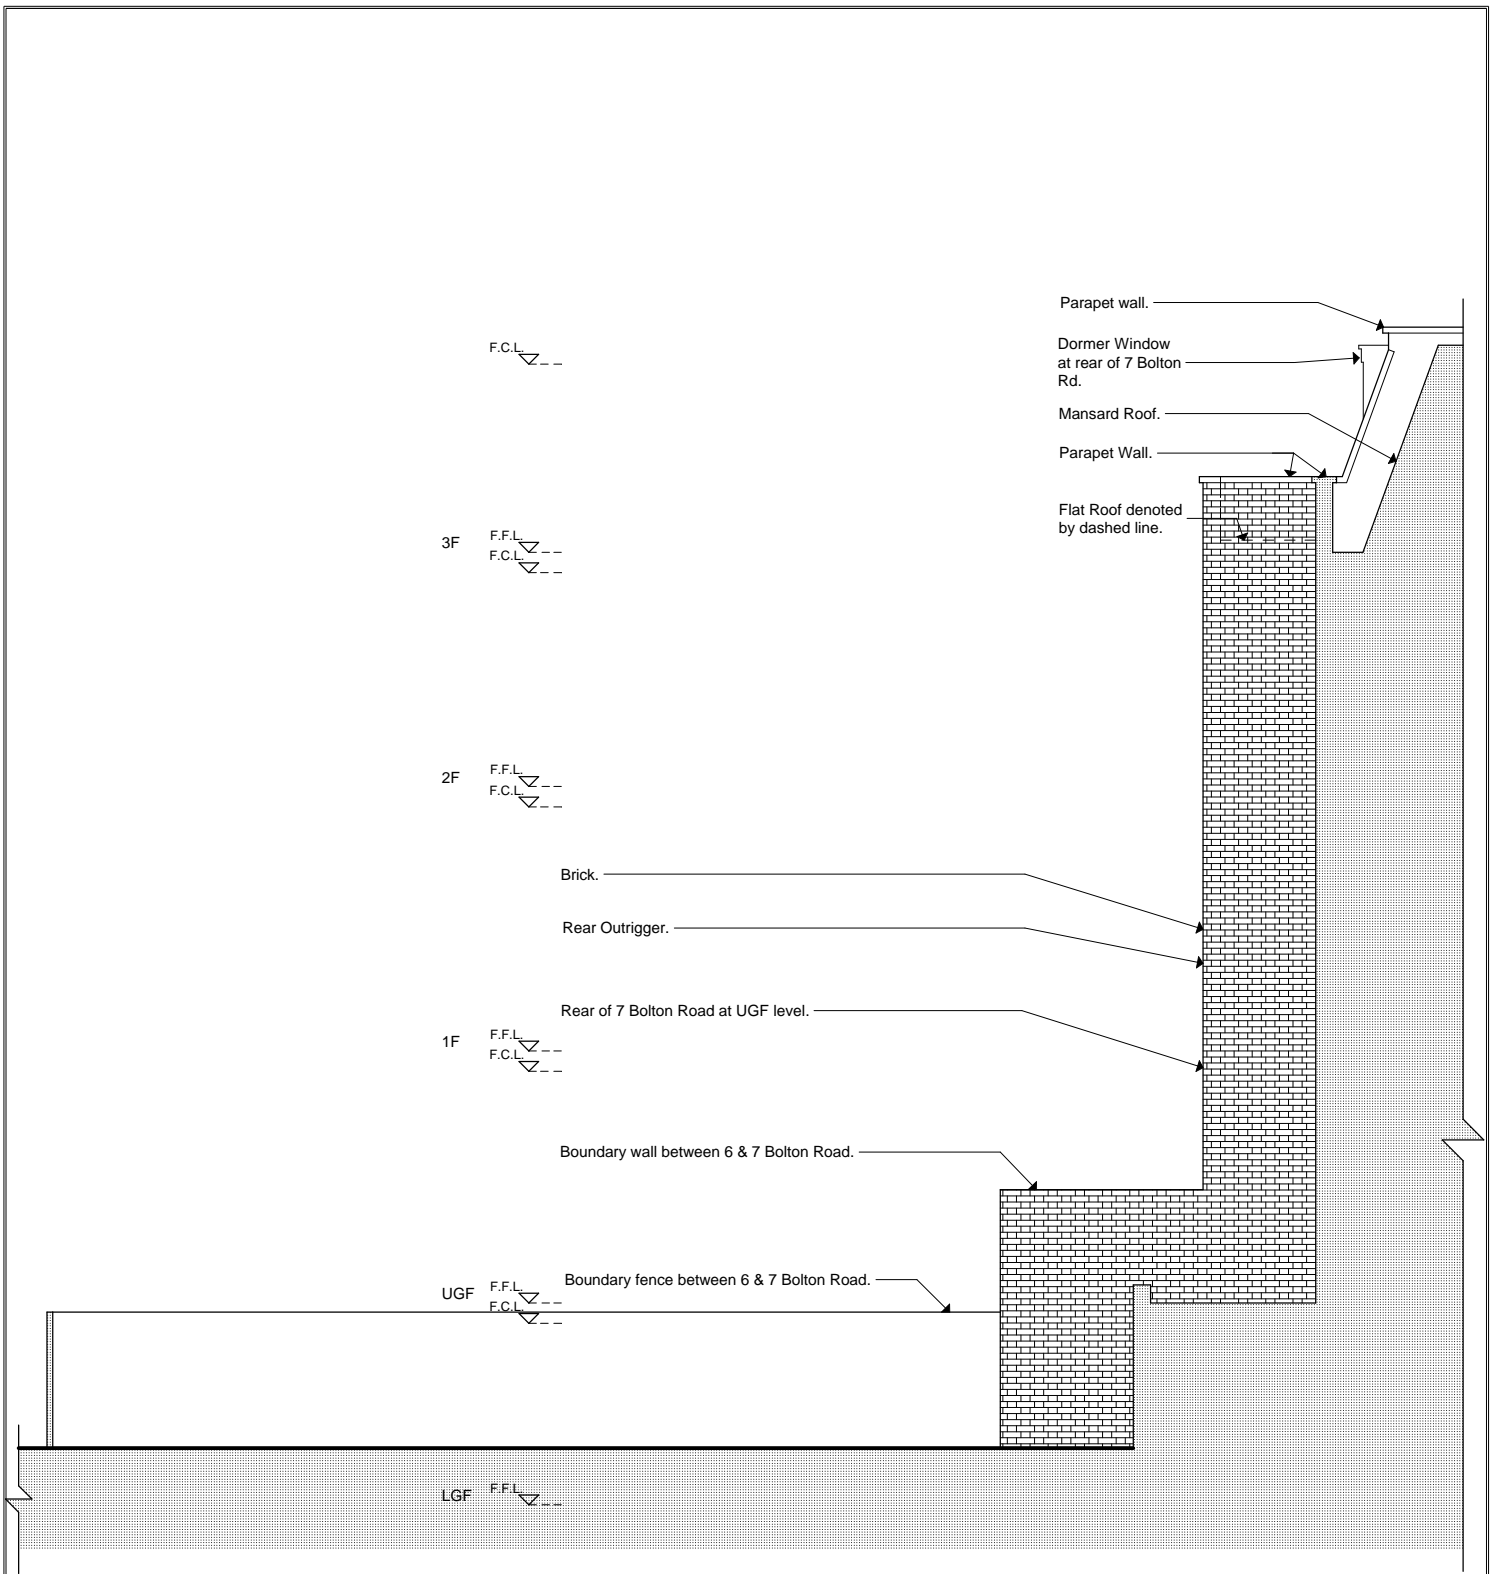 Parapet wall.
F.C.L.
Dormer Window
at rear of 7 Bolton
Rd.
Mansard Roof.
Parapet Wall.
Flat Roof denoted
by dashed line.
3F
F.F.L.
F.C.L.
2F
F.F.L.
F.C.L.
Brick.
Rear Outrigger.
Rear of 7 Bolton Road at UGF level.
1F
F.F.L.
F.C.L.
Boundary wall between 6 & 7 Bolton Road.
Boundary fence between 6 & 7 Bolton Road.
UGF
F.F.L.
F.C.L.
LGF
F.F.L.